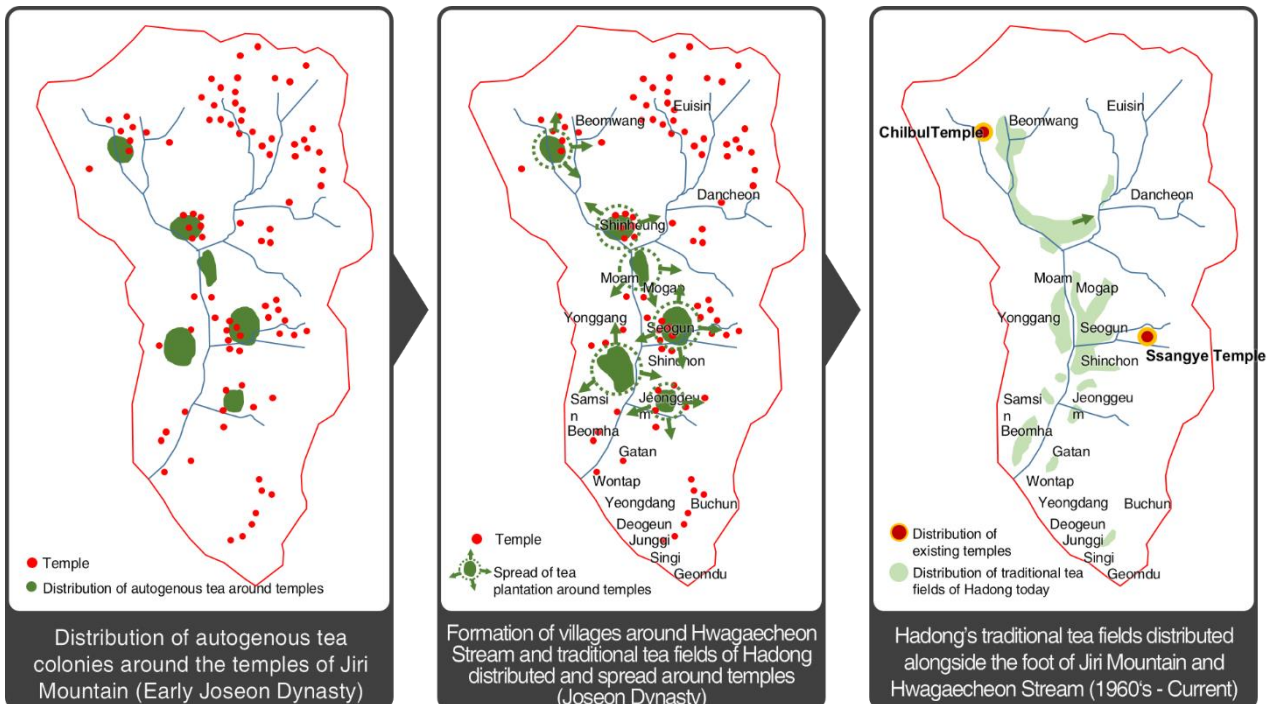 Temple
Distribution of autogenous tea around temples
Distribution of autogenous tea
colonies around the temples of Jiri
Mountain (Early Joseon Dynasty)
Euisin
Beomwang
Dancheon
Shinheung
Moam
Mogap
Yonggang
Seogun
Shinchon
Samsi
n
Jeonggeu
m
Beomha
Gatan
Wontap
Yeongdang
Buchun
Deogeun
Junggi
Singi
Geomdu
Temple
Spread of tea
plantation around temples
Formation of villages around Hwagaecheon
Stream and traditional tea fields of Hadong
distributed and spread around temples
(Joseon Dynasty)
Euisin
Beomwang
ChilbulTemple
Dancheon
Moam
Mogap
Yonggang
Seogun
Ssangye Temple
Shinchon
Samsi
n
Jeonggeu
m
Beomha
Gatan
Wontap
Yeongdang
Buchun
Deogeun
Junggi
Singi
Geomdu
Distribution of
existing temples
Distribution of traditional tea
fields of Hadong today
Hadong's traditional tea fields distributed
alongside the foot of Jiri Mountain and
Hwagaecheon Stream (1960's - Current)